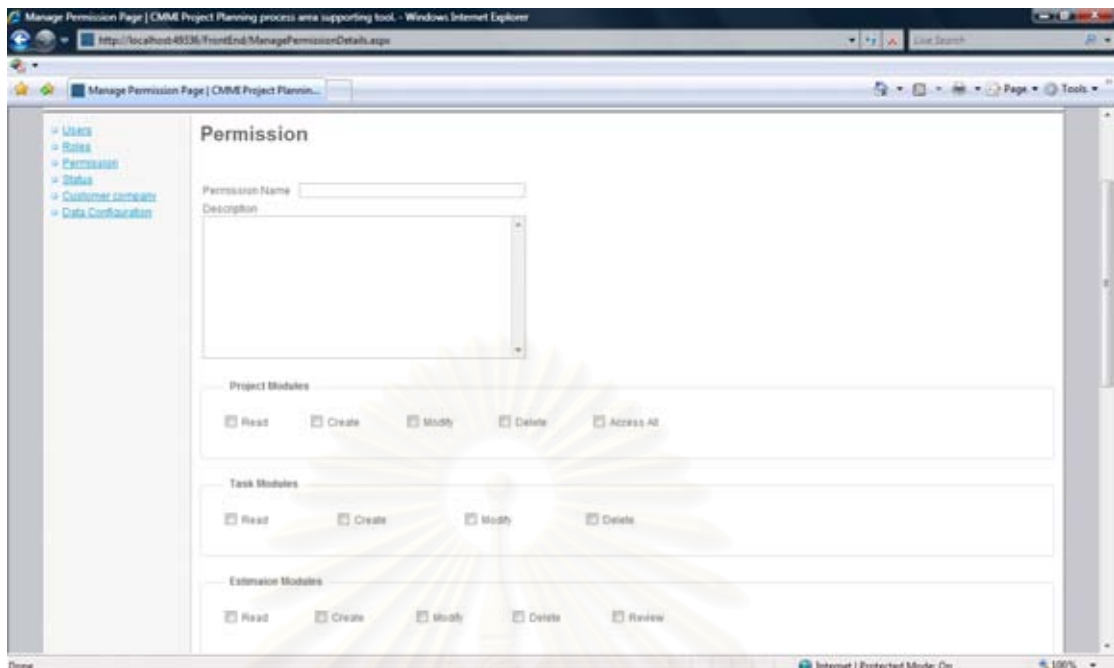 Manage Permission Page | CMMI Project Planning process area supporting tool. - Windows Internet Explorer
http://localhost:49336/FrontEnd/ManagePermissionDetails.aspx
Live Search
Manage Permission Page | CMMI Project Plannin...
Page
Tools
Users
Roles
Permission
Status
Customer company
Data Configuration
Permission
Permission Name
Description
Project Modules
Read Create Modify Delete Access All
Task Modules
Read Create Modify Delete
Estimaion Modules
Read Create Modify Delete Review
Done
Internet | Protected Mode: On
100%